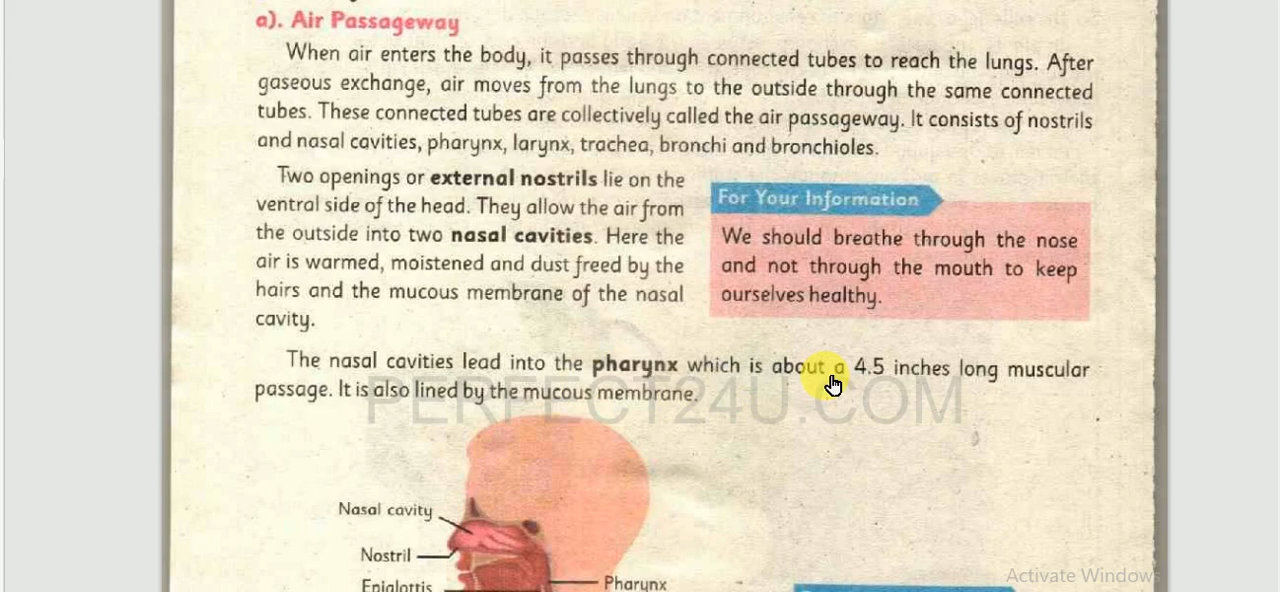 a). Air Passageway
When air enters the body, it passes through connected tubes to reach the lungs. After
gaseous exchange, air moves from the lungs to the outside through the same connected
tubes. These connected tubes are collectively called the air passageway. It consists of nostrils
and nasal cavities, pharynx, larynx, trachea, bronchi and bronchioles.
Two openings or external nostrils lie on the
ventral side of the head. They allow the air from
the outside into two nasal cavities. Here the
air is warmed, moistened and dust freed by the
hairs and the mucous membrane of the nasal
cavity.
For Your Information
We should breathe through the nose
and not through the mouth to keep
ourselves healthy.
The nasal cavities lead into the pharynx which is about a 4.5 inches long muscular
passage. It is also lined by the mucous membrane.
PERFECT24U.COM
Nasal cavity
Nostril
Epiglottis
Pharynx
Activate Windows